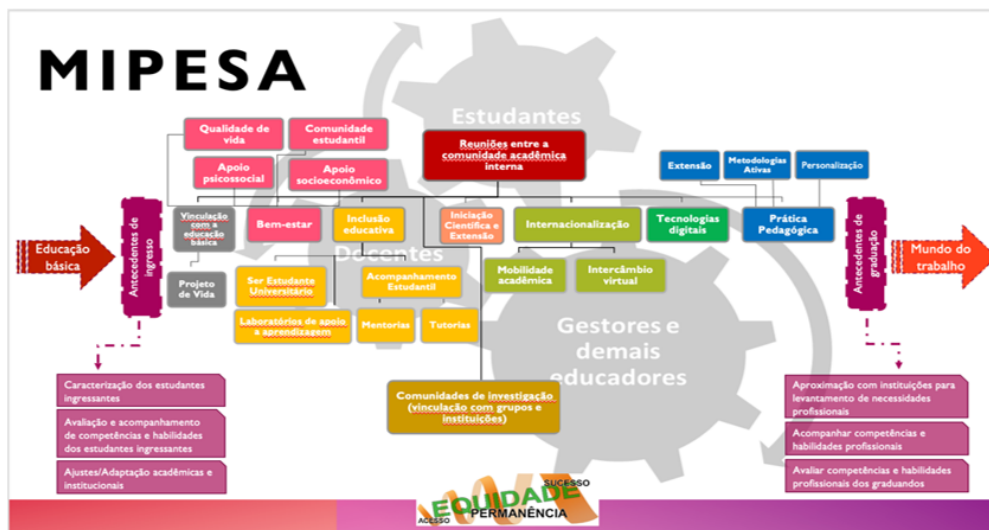 MIPESA
Estudantes
Qualidade de
vida
Comunidade
estudantil
Apoio
psicossocial
Apoio
socioeconômico
Reuniões entre a
comunidade acadêmica
interna
Extensão
Metodologias
Ativas
Personalização
Educação
básica
Antecedentes de
ingresso
Vinculação
com a
educação
básica
Bem-estar
Inclusão
educativa
Iniciação
Científica e
Extensão
Internacionalização
Tecnologias
digitais
Prática
Pedagógica
Antecedentes de
graduação
Mundo do
trabalho
Docentes
Projeto
de Vida
Ser Estudante
Universitário
Acompanhamento
Estudantil
Mobilidade
acadêmica
Intercâmbio
virtual
Laboratórios de apoio
a aprendizagem
Mentorias
Tutorias
Gestores e
demais
educadores
Comunidades de investigação
(vinculação com grupos e
instituições)
Caracterização dos estudantes
ingressantes
Avaliação e acompanhamento
de competências e habilidades
dos estudantes ingressantes
Ajustes/Adaptação acadêmicas e
institucionais
Aproximação com instituições para
levantamento de necessidades
profissionais
Acompanhar competências e
habilidades profissionais
Avaliar competências e habilidades
profissionais dos graduandos
SUCESSO
EQUIDADE
PERMANÊNCIA
ACESSO